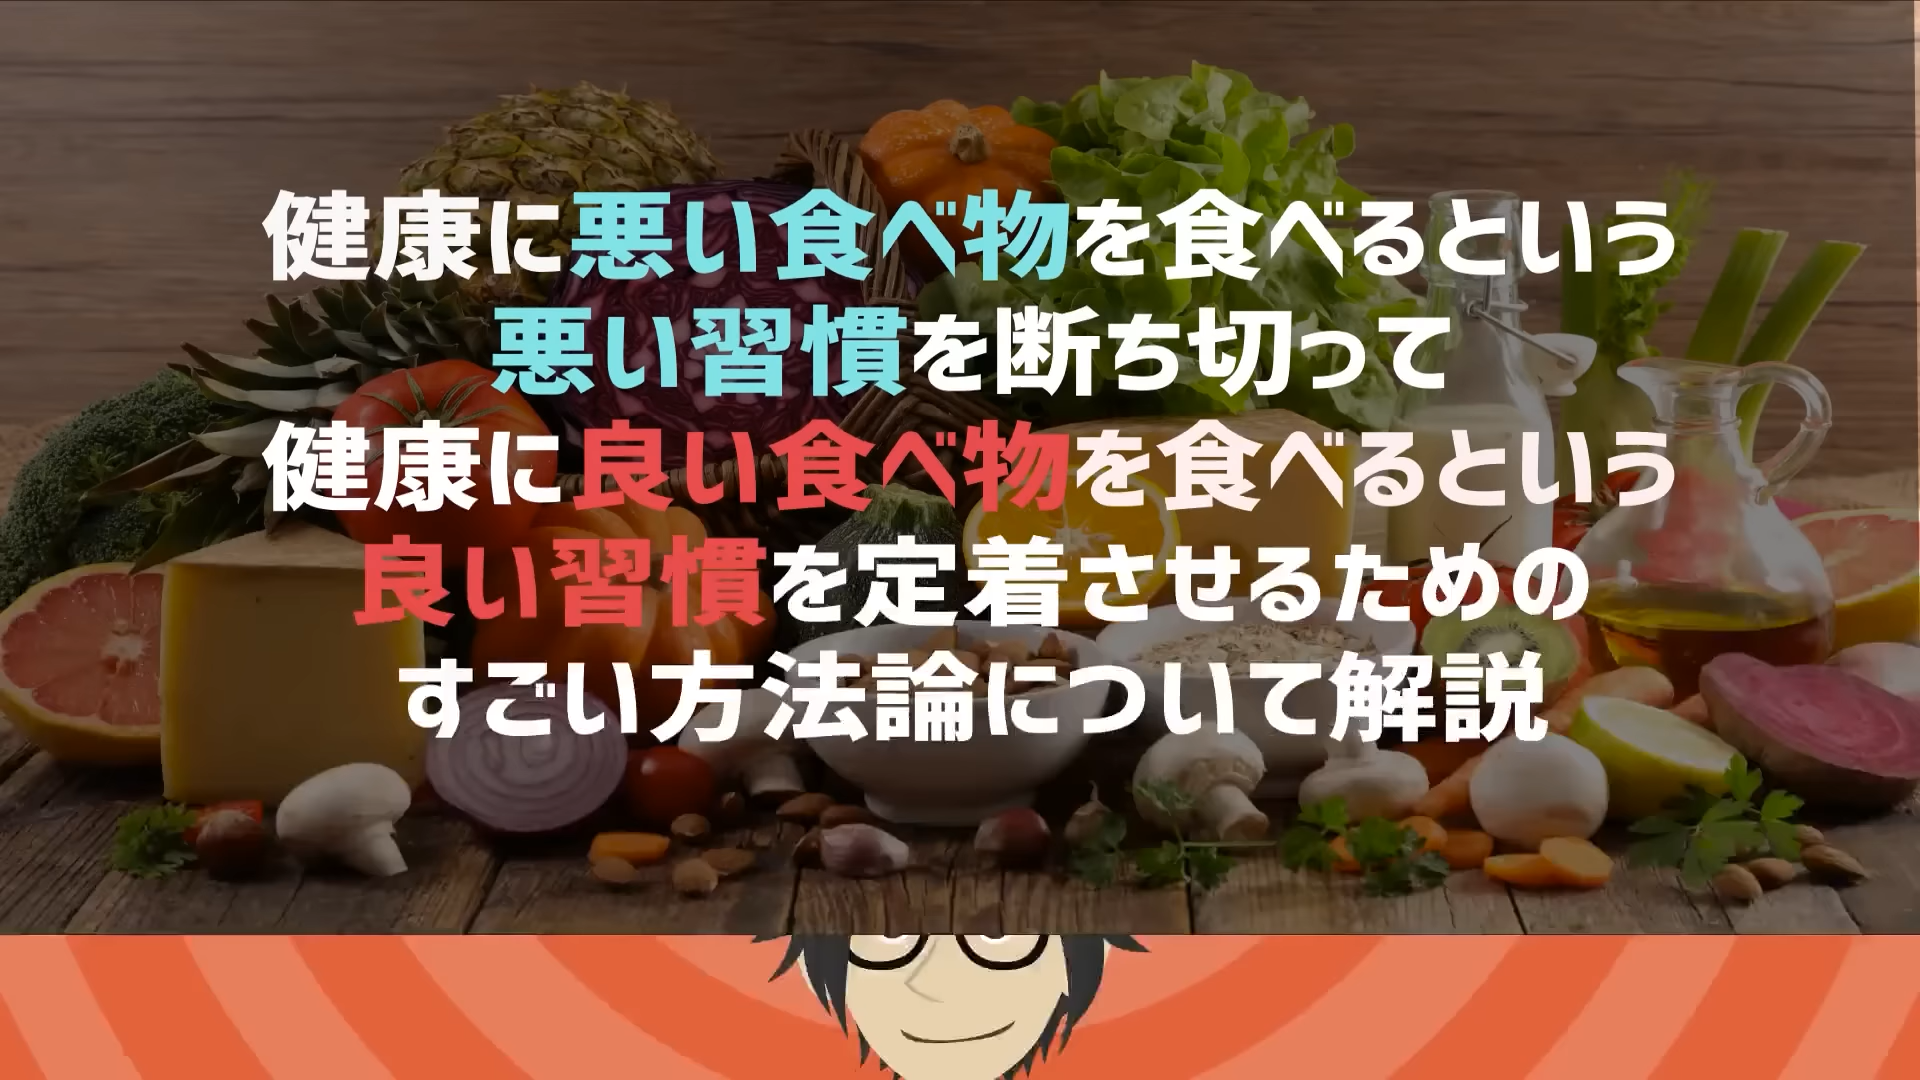 健康に悪い食べ物を食べるという
悪い習慣を断ち切って
健康に良い食べ物を食べるという
良い習慣を定着させるための
すごい方法論について解説